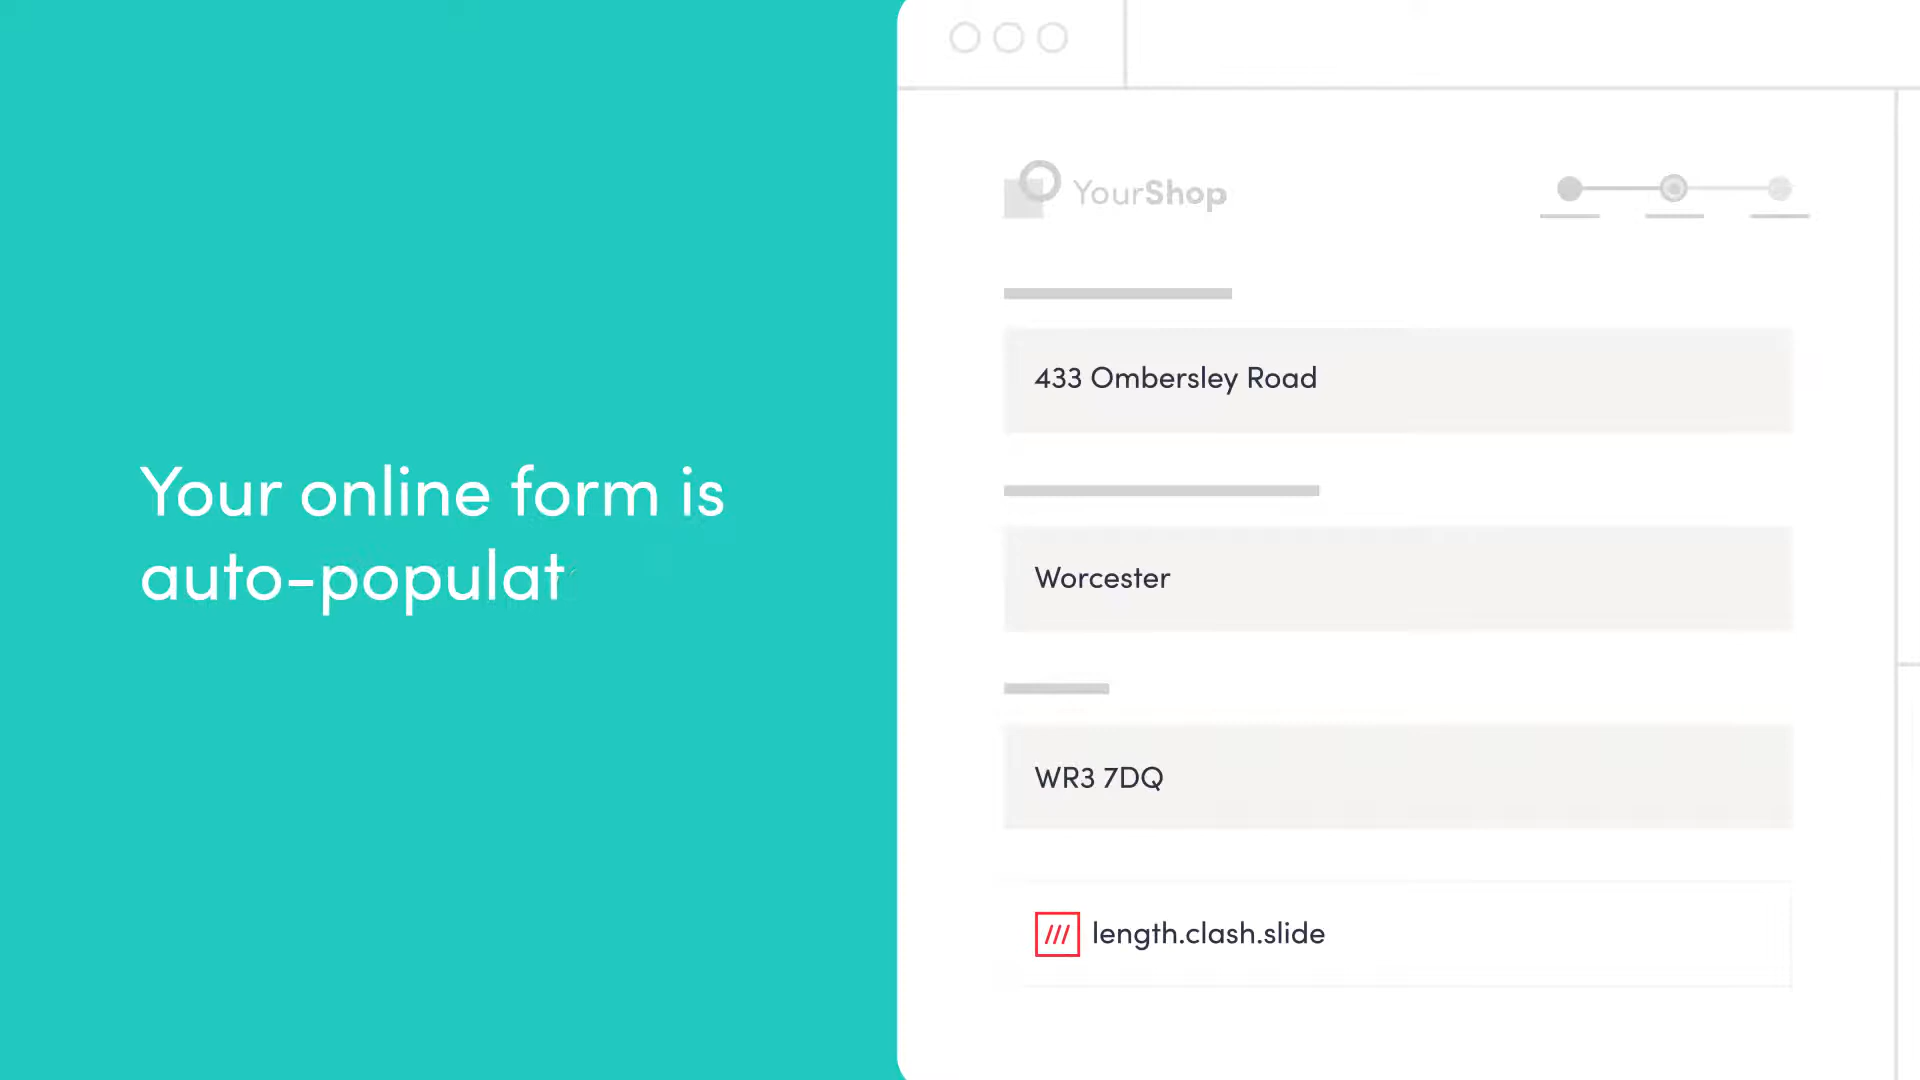 Your online form is
auto-populat
YourShop
433 Ombersley Road
Worcester
WR3 7DQ
/// length.clash.slide